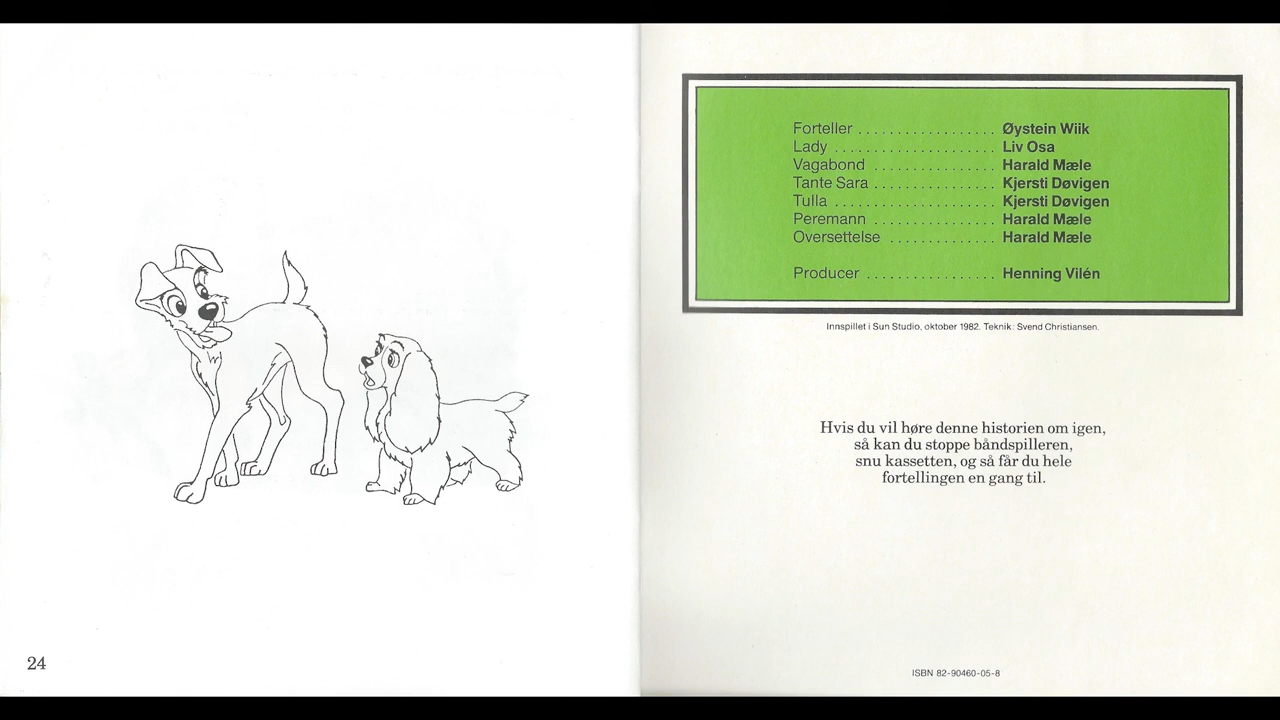 24
Forteller . . . . . . . . . . . . . . . . . . Øystein Wiik
Lady . . . . . . . . . . . . . . . . . . . . . Liv Osa
Vagabond . . . . . . . . . . . . . . . . . Harald Mæle
Tante Sara . . . . . . . . . . . . . . . . Kjersti Døvigen
Tulla . . . . . . . . . . . . . . . . . . . . . Kjersti Døvigen
Peremann . . . . . . . . . . . . . . . . Harald Mæle
Oversettelse . . . . . . . . . . . . . . Harald Mæle
Producer . . . . . . . . . . . . . . . . . Henning Vilén
Innspillet i Sun Studio, oktober 1982. Teknik: Svend Christiansen.
Hvis du vil høre denne historien om igen,
så kan du stoppe båndspilleren,
snu kassetten, og så får du hele
fortellingen en gang til.
ISBN 82-90460-05-8